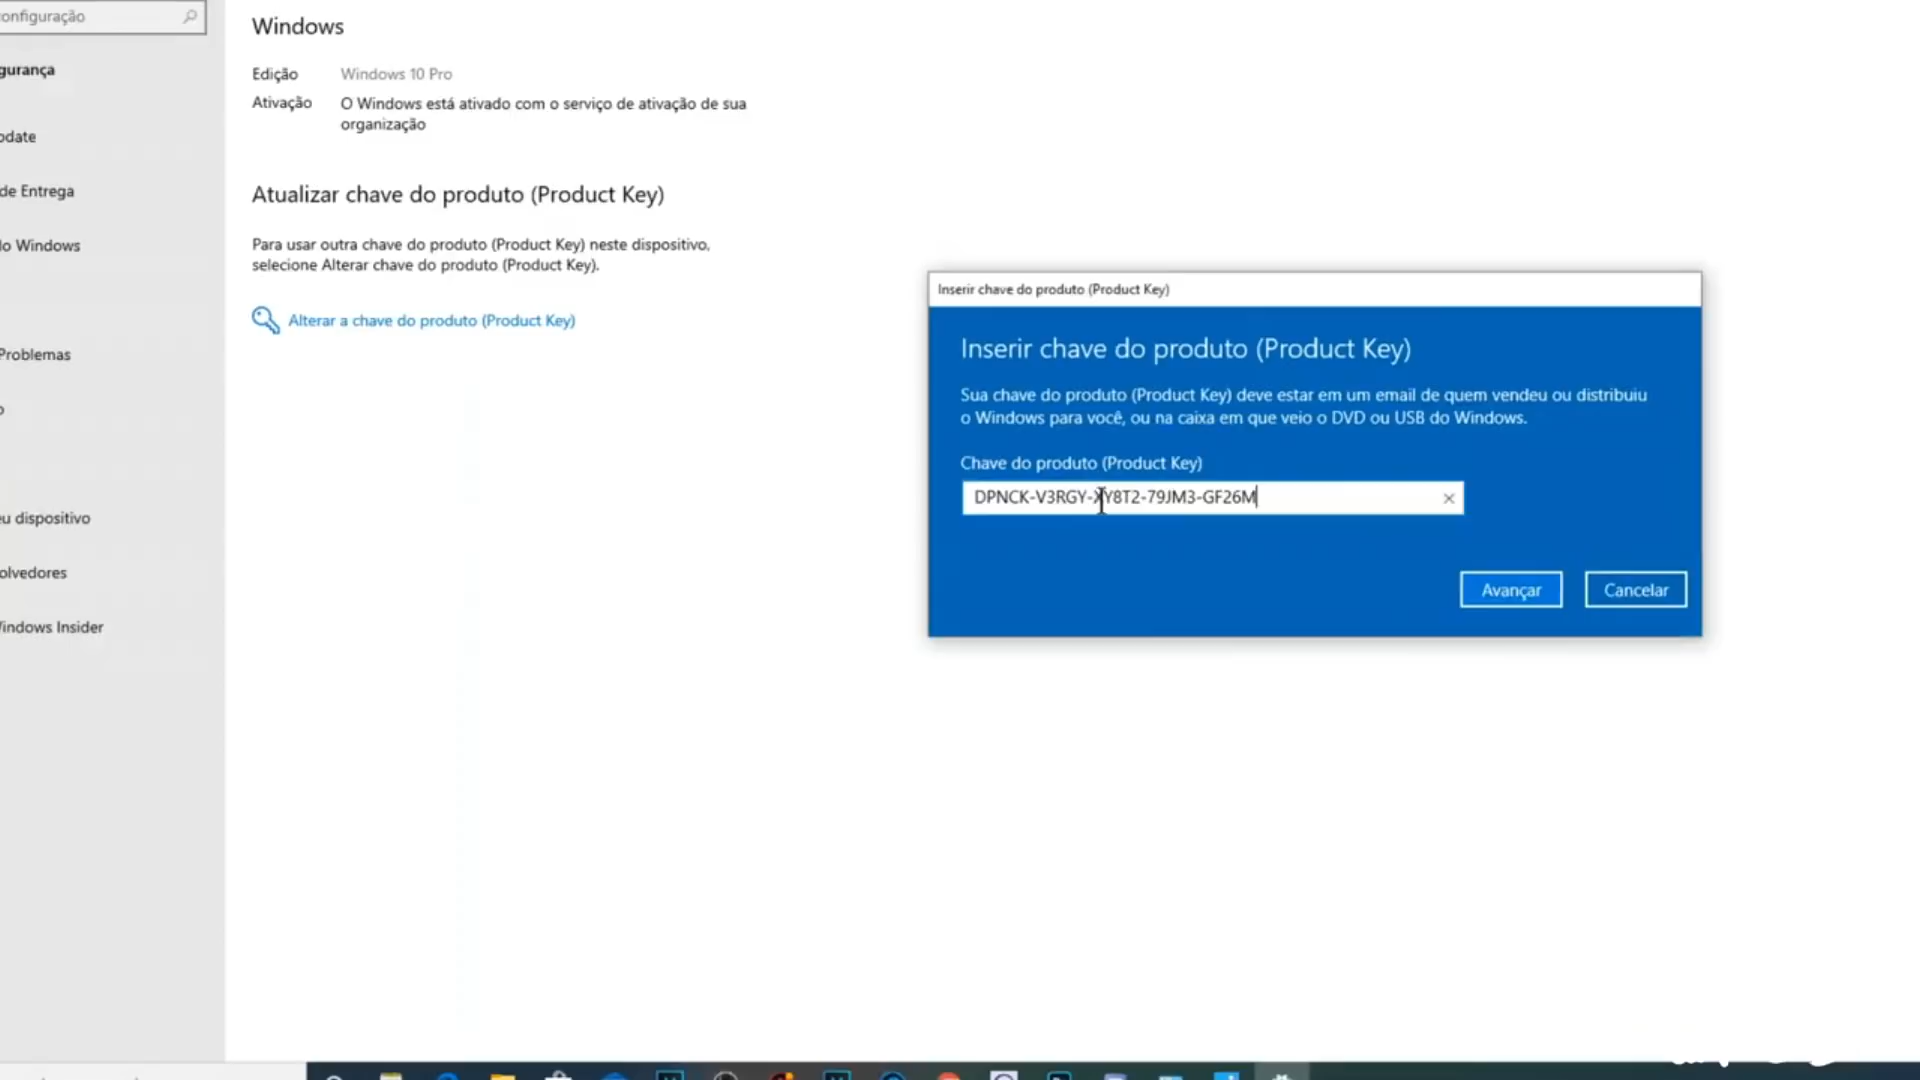 onfiguração
gurança
odate
de Entrega
lo Windows
Problemas
o
eu dispositivo
olvedores
Windows Insider
Windows
Edição Windows 10 Pro
Ativação O Windows está ativado com o serviço de ativação de sua
organização
Atualizar chave do produto (Product Key)
Para usar outra chave do produto (Product Key) neste dispositivo,
selecione Alterar chave do produto (Product Key).
Alterar a chave do produto (Product Key)
Inserir chave do produto (Product Key)
Inserir chave do produto (Product Key)
Sua chave do produto (Product Key) deve estar em um email de quem vendeu ou distribuiu
o Windows para você, ou na caixa em que veio o DVD ou USB do Windows.
Chave do produto (Product Key)
DPNCK-V3RGY-XY8T2-79JM3-GF26M
Avançar Cancelar